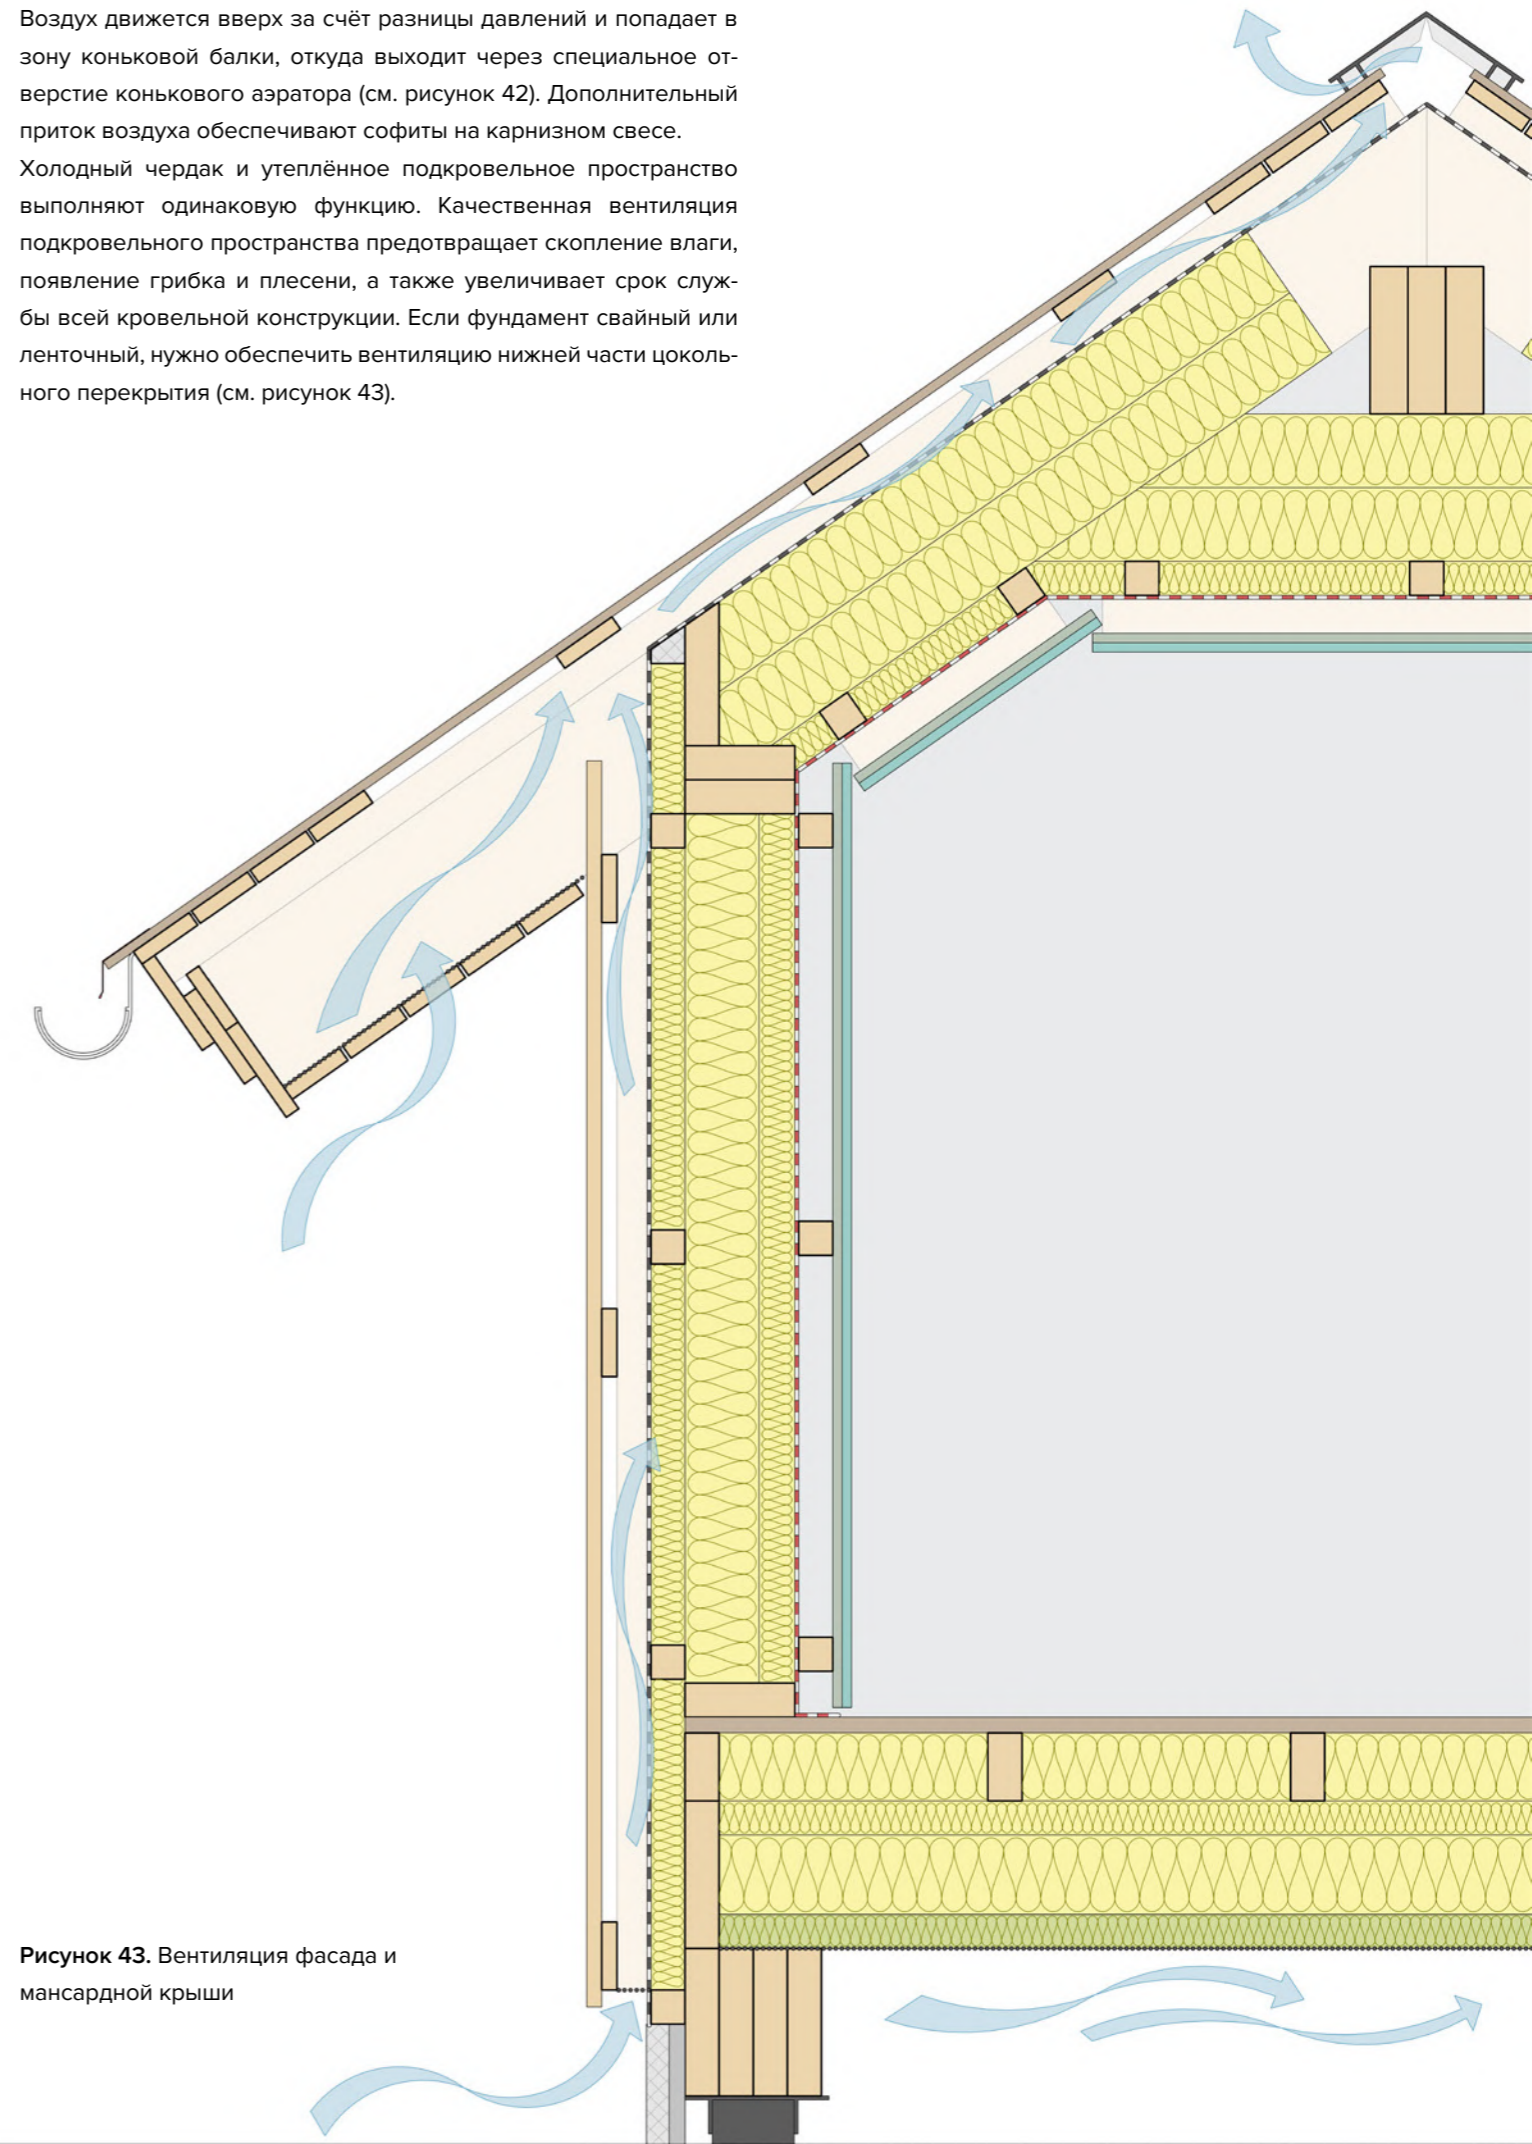 Воздух движется вверх за счёт разницы давлений и попадает в
зону коньковой балки, откуда выходит через специальное от-
верстие конькового аэратора (см. рисунок 42). Дополнительный
приток воздуха обеспечивают софиты на карнизном свесе.
Холодный чердак и утеплённое подкровельное пространство
выполняют одинаковую функцию. Качественная вентиляция
подкровельного пространства предотвращает скопление влаги,
появление грибка и плесени, а также увеличивает срок служ-
бы всей кровельной конструкции. Если фундамент свайный или
ленточный, нужно обеспечить вентиляцию нижней части цоколь-
ного перекрытия (см. рисунок 43).
Рисунок 43. Вентиляция фасада и
мансардной крыши